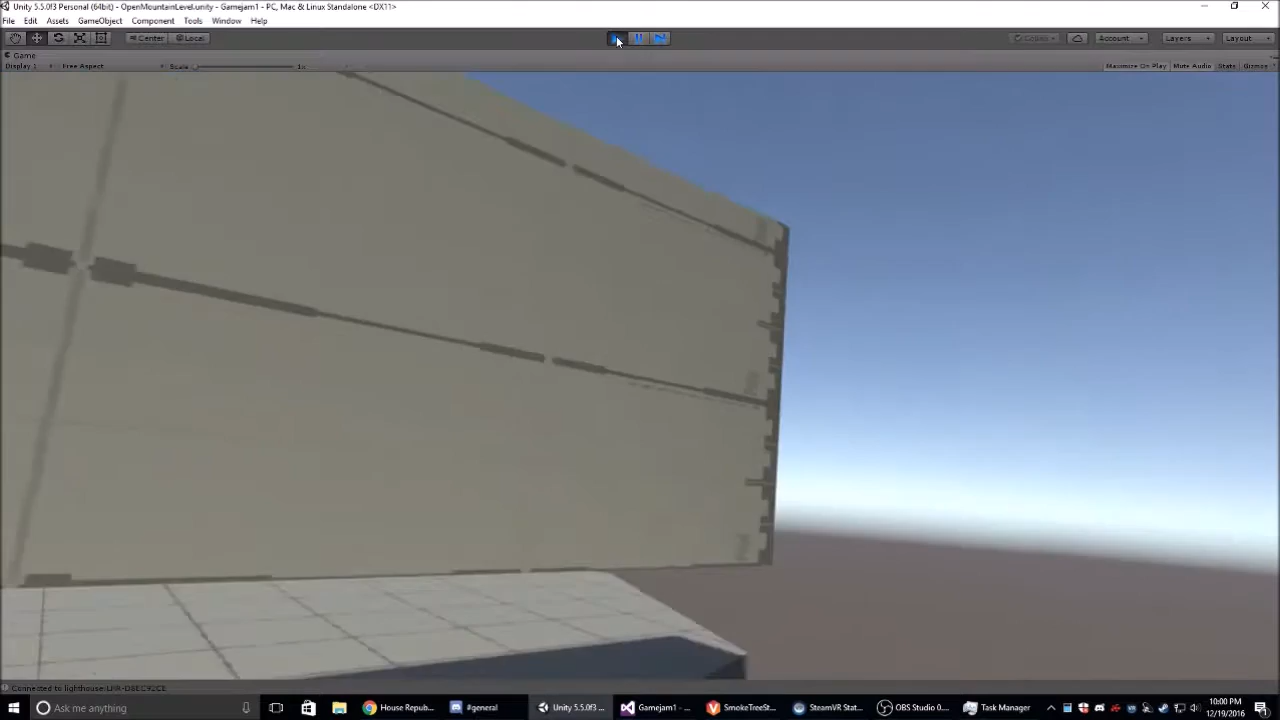 Unity 5.5.0f3 Personal (64bit) - OpenMountainLevel.unity - Gamejam1 - PC, Mac & Linux Standalone <DX11>
File Edit Assets GameObject Component Tools Window Help
Center Local Account Layers Layout
Game
Display 1 Free Aspect Scale 1x Maximize On Play Mute Audio Stats Gizmos
Ask me anything House Repub... #general Unity 5.5.0f3 ... Gamejam1 - ... SmokeTreeSt... SteamVR Stat... OBS Studio 0.... Task Manager 10:00 PM
12/19/2016